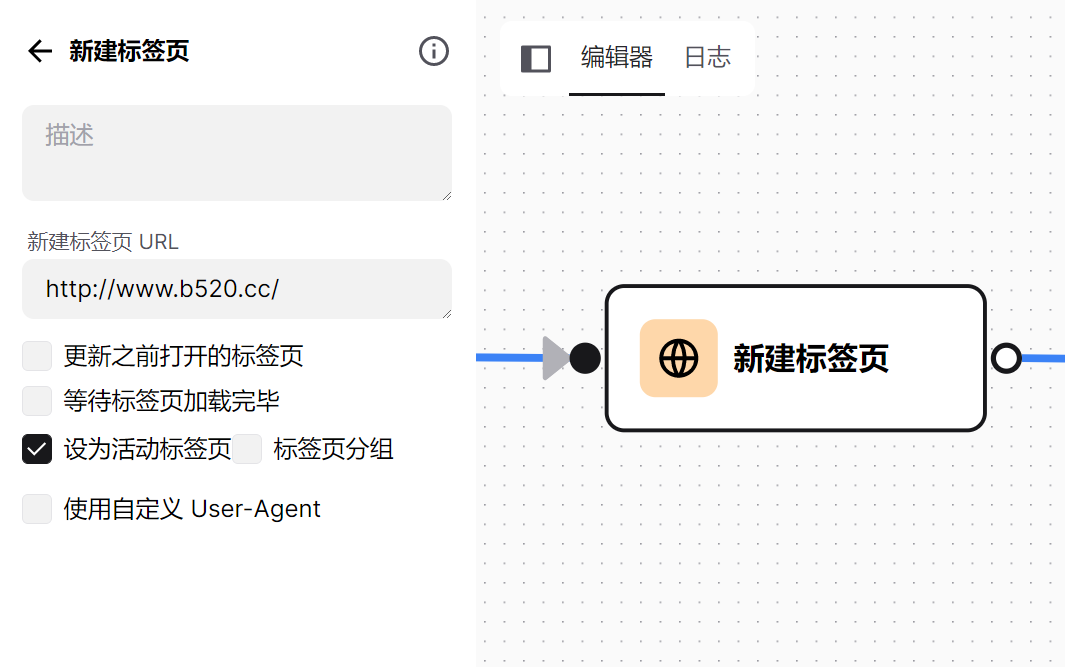 新建标签页
描述
新建标签页 URL
http://www.b520.cc/
更新之前打开的标签页
等待标签页加载完毕
设为活动标签页 标签页分组
使用自定义 User-Agent
编辑器 日志
新建标签页